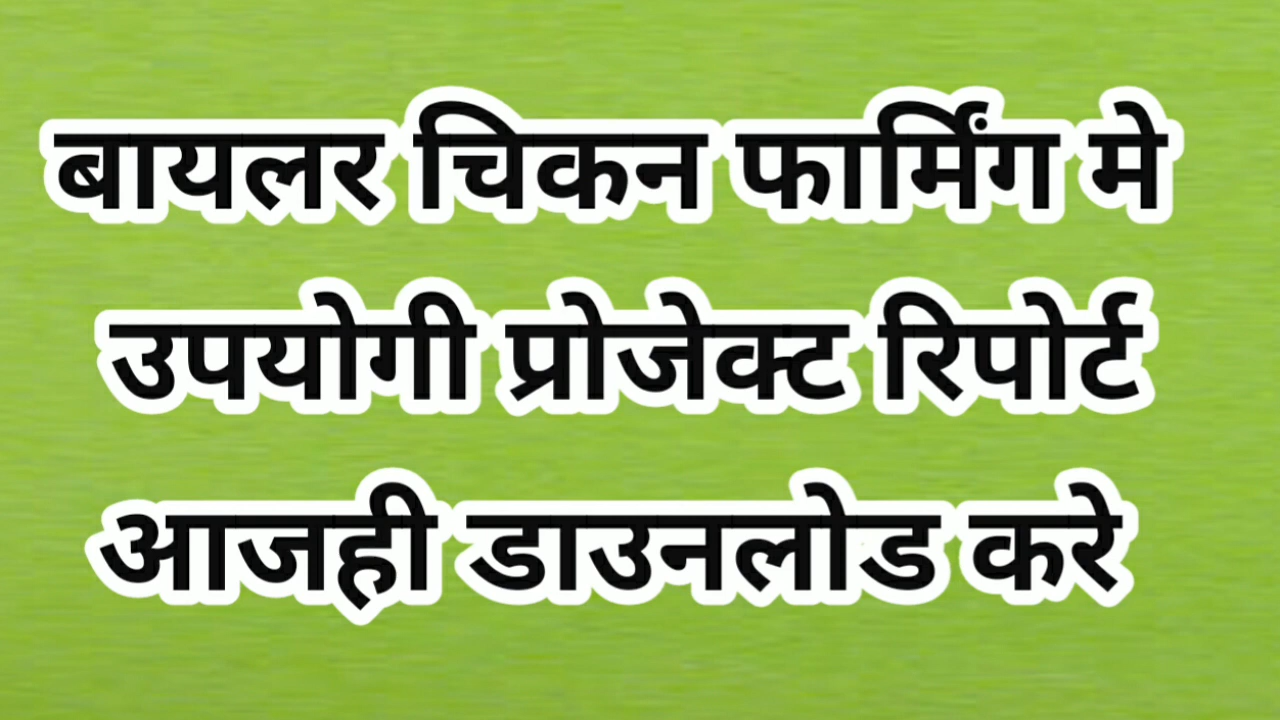 बायलर चिकन फार्मिंग मे
उपयोगी प्रोजेक्ट रिपोर्ट
आजही डाउनलोड करे